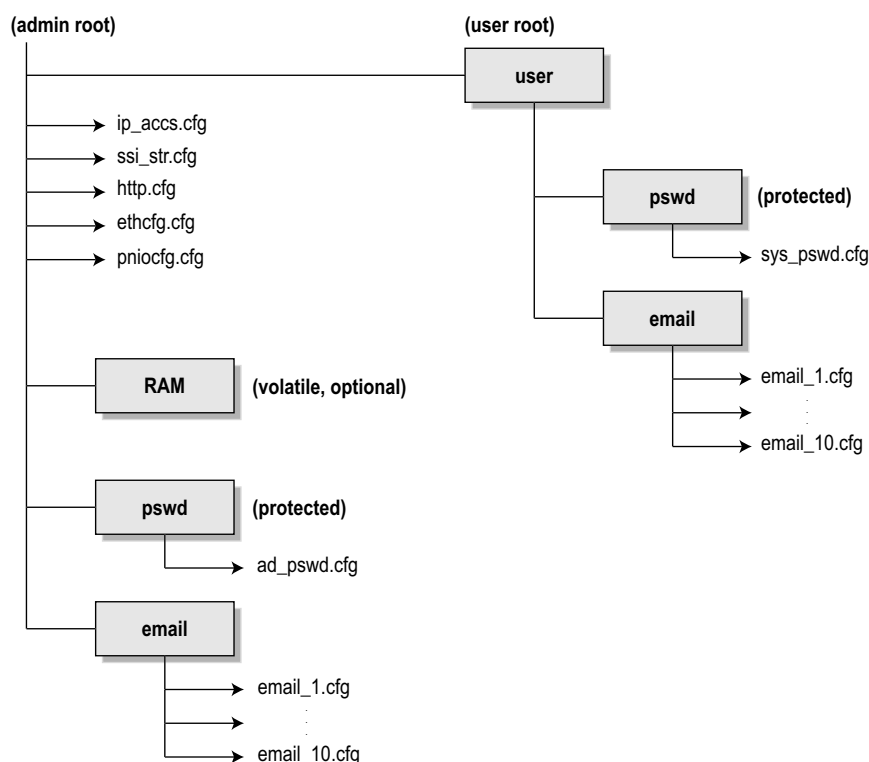 (admin root)
(user root)
user
ip_accs.cfg
ssi_str.cfg
http.cfg
ethcfg.cfg
pniocfg.cfg
pswd
(protected)
sys_pswd.cfg
email
email_1.cfg
email_10.cfg
RAM
(volatile, optional)
pswd
(protected)
ad_pswd.cfg
email
email_1.cfg
email_10.cfg